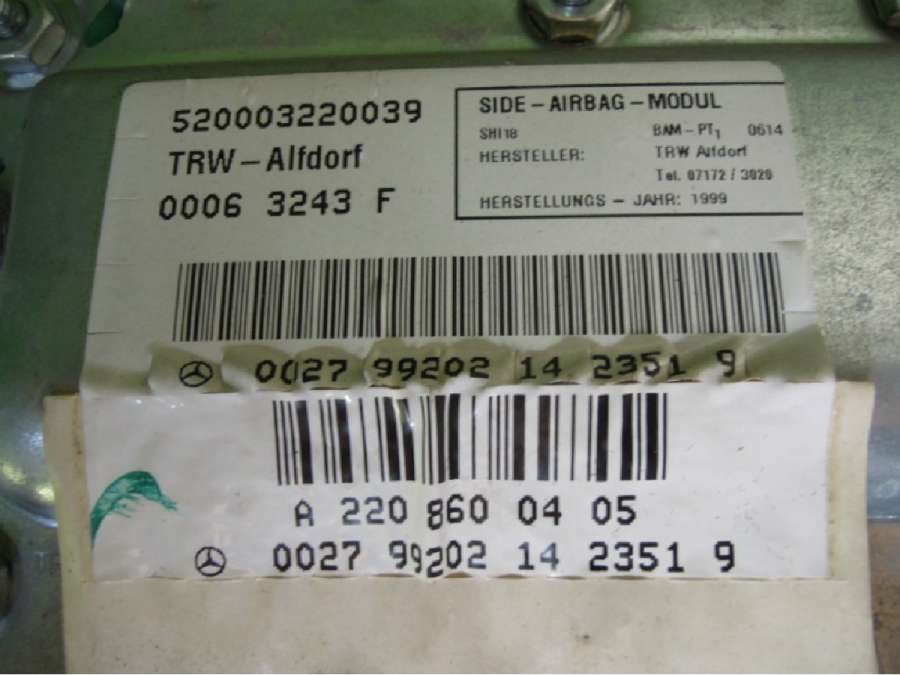 520003220039
TRW-Alfdorf
0006 3243 F
SIDE-AIRBAG-MODUL
SHI18 BAM-PT1 0614
HERSTELLER: TRW Alfdorf
Tel. 07172 / 3020
HERSTELLUNGS - JAHR: 1999
0027 99202 14 2351 9
A 220 860 04 05
0027 99202 14 2351 9